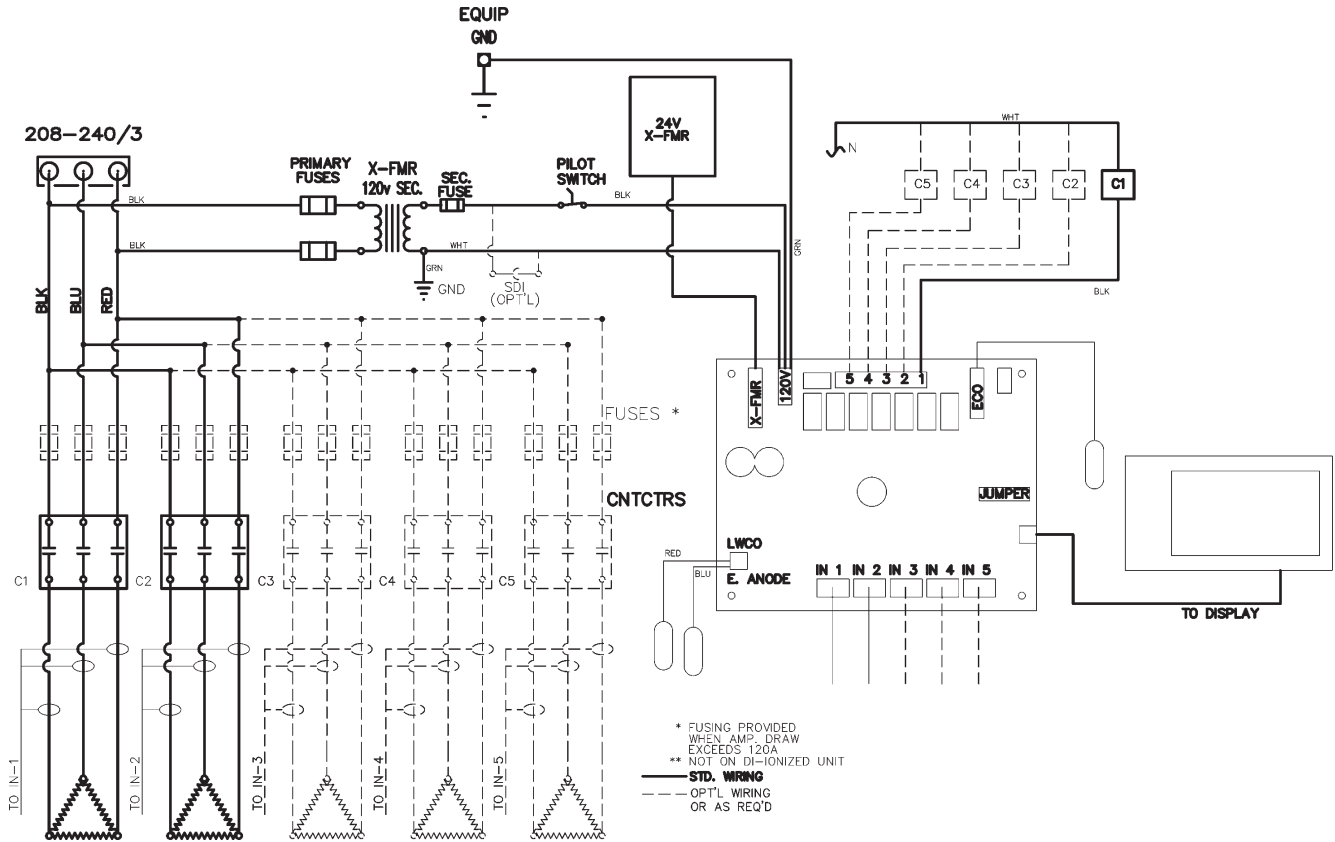 EQUIP
GND
208-240/3
PRIMARY
FUSES
X-FMR
120v SEC.
SEC.
FUSE
PILOT
SWITCH
24V
X-FMR
WHT
N
C5
C4
C3
C2
C1
BLK
BLK
BLK
BLK
WHT
GRN
GND
SDI
(OPT'L)
GRN
BLK
BLU
RED
FUSES *
X-FMR
120V
5 4 3 2 1
ECO
JUMPER
CNTCTRS
C1
C2
C3
C4
C5
LWCO
E. ANODE
RED
BLU
IN 1
IN 2
IN 3
IN 4
IN 5
TO DISPLAY
TO IN-1
TO IN-2
TO IN-3
TO IN-4
TO IN-5
* FUSING PROVIDED
WHEN AMP. DRAW
EXCEEDS 120A
** NOT ON DI-IONIZED UNIT
STD. WIRING
OPT'L WIRING
OR AS REQ'D